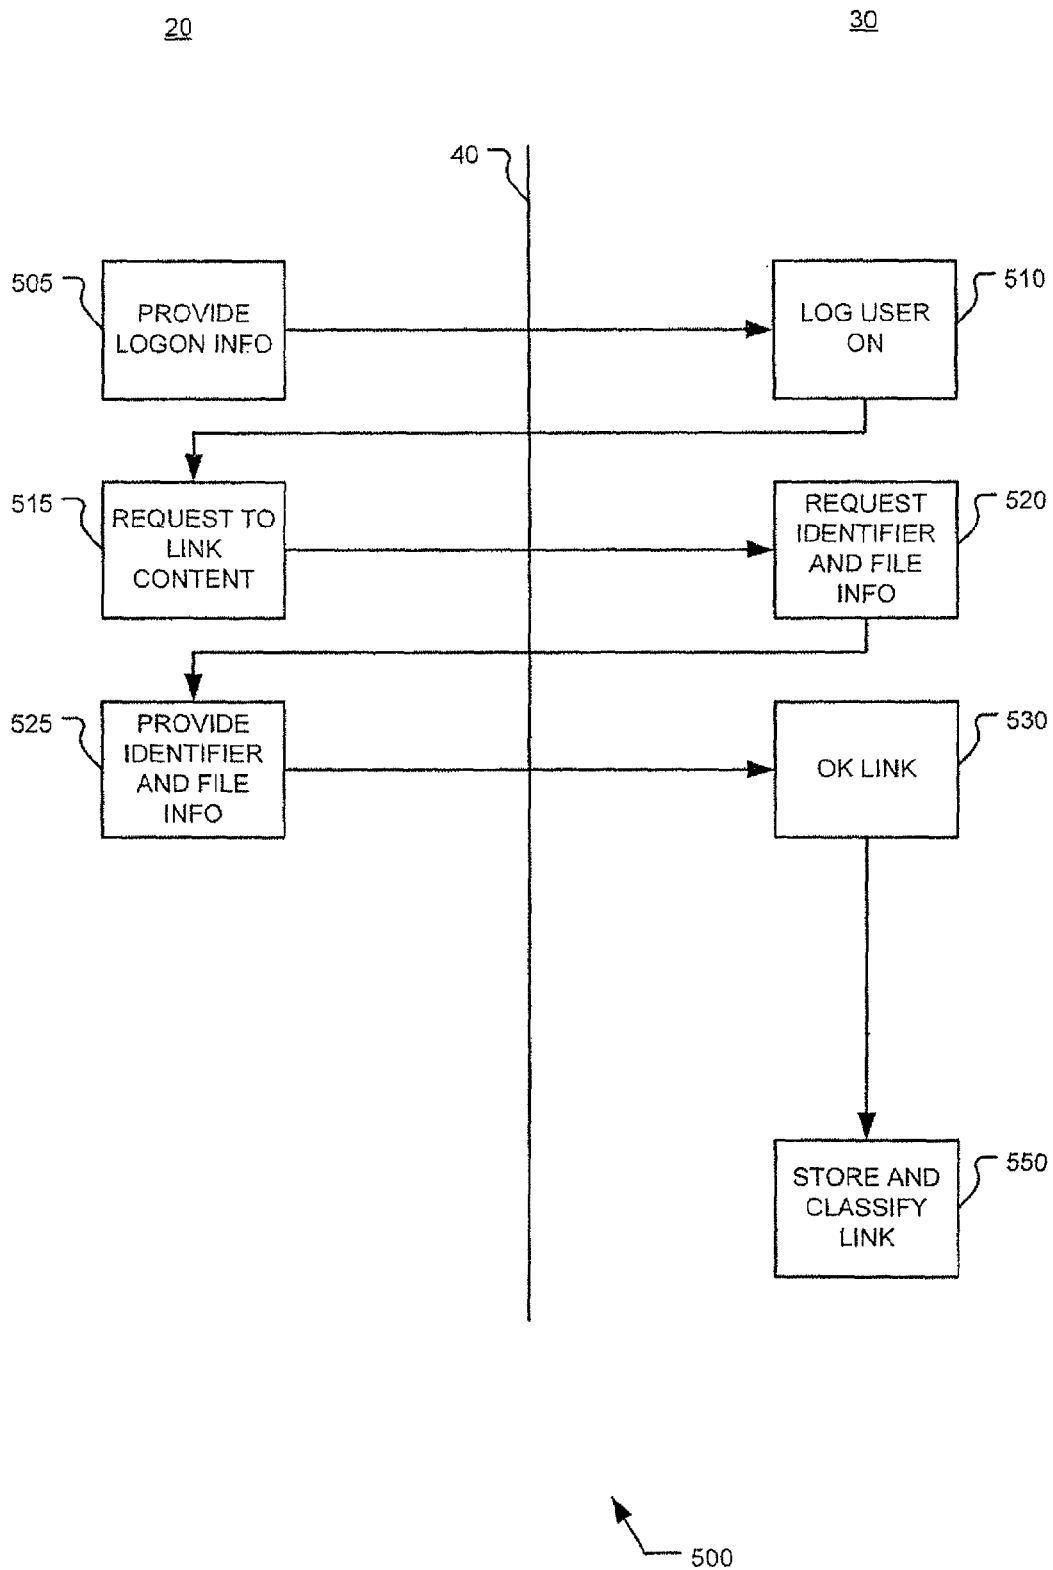 20
30
40
505
PROVIDE
LOGON INFO
510
LOG USER
ON
515
REQUEST TO
LINK
CONTENT
520
REQUEST
IDENTIFIER
AND FILE
INFO
525
PROVIDE
IDENTIFIER
AND FILE
INFO
530
OK LINK
550
STORE AND
CLASSIFY
LINK
500